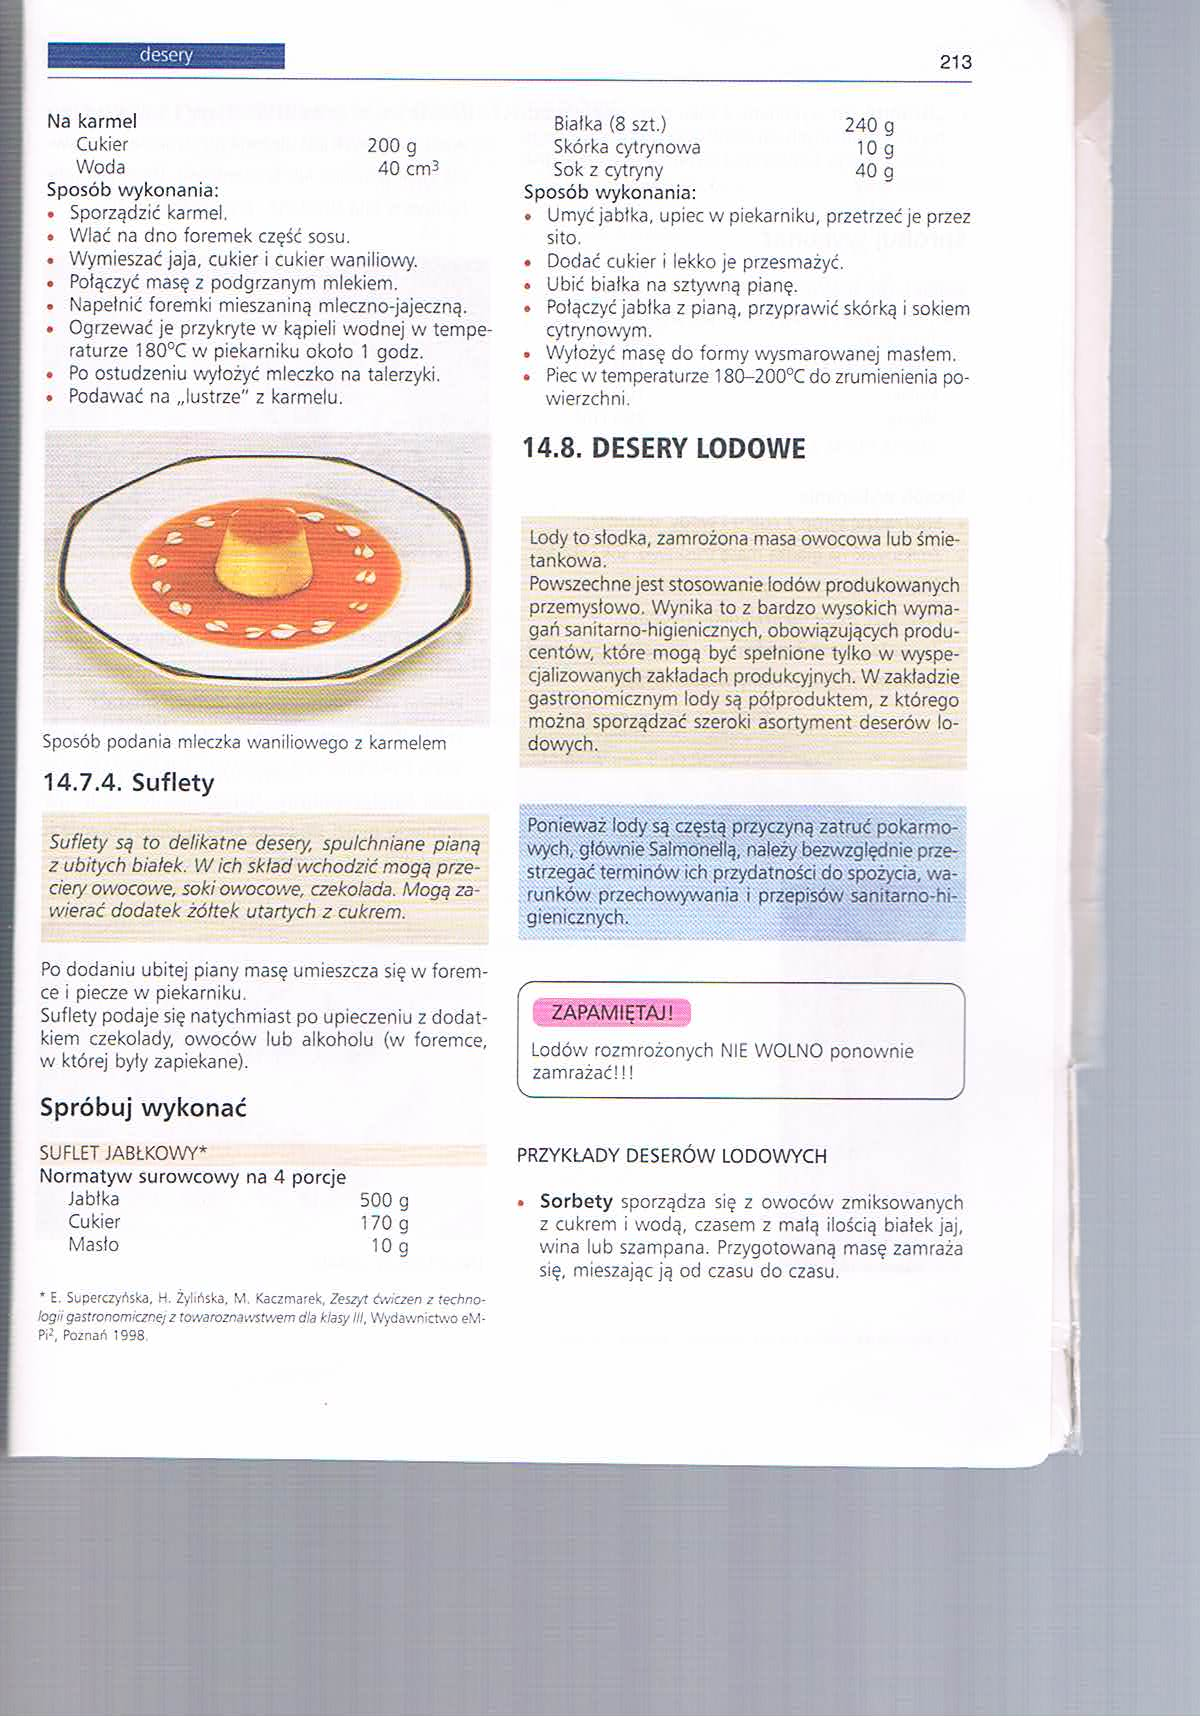 desery
213
Na karmel
Cukier 200 g
Woda 40 cm³
Sposób wykonania:
• Sporządzić karmel.
• Wlać na dno foremek część sosu.
• Wymieszać jaja, cukier i cukier waniliowy.
• Połączyć masę z podgrzanym mlekiem.
• Napełnić foremki mieszaniną mleczno-jajeczną.
• Ogrzewać je przykryte w kąpieli wodnej w tempe-
raturze 180°C w piekarniku około 1 godz.
• Po ostudzeniu wyłożyć mleczko na talerzyki.
• Podawać na „lustrze" z karmelu.
Sposób podania mleczka waniliowego z karmelem
14.7.4. Suflety
Suflety są to delikatne desery, spulchniane pianą
z ubitych białek. W ich skład wchodzić mogą prze-
ciery owocowe, soki owocowe, czekolada. Mogą za-
wierać dodatek żółtek utartych z cukrem.
Po dodaniu ubitej piany masę umieszcza się w forem-
ce i piecze w piekarniku.
Suflety podaje się natychmiast po upieczeniu z dodat-
kiem czekolady, owoców lub alkoholu (w foremce,
w której były zapiekane).
Spróbuj wykonać
SUFLET JABŁKOWY*
Normatyw surowcowy na 4 porcje
Jabłka 500 g
Cukier 170 g
Masło 10 g
* E. Superczyńska, H. Żylińska, M. Kaczmarek, Zeszyt ćwiczen z techno-
logii gastronomicznej z towaroznawstwem dla klasy III, Wydawnictwo eM-
Pi², Poznań 1998.
Białka (8 szt.) 240 g
Skórka cytrynowa 10 g
Sok z cytryny 40 g
Sposób wykonania:
• Umyć jabłka, upiec w piekarniku, przetrzeć je przez
sito.
• Dodać cukier i lekko je przesmażyć.
• Ubić białka na sztywną pianę.
• Połączyć jabłka z pianą, przyprawić skórką i sokiem
cytrynowym.
• Wyłożyć masę do formy wysmarowanej masłem.
• Piec w temperaturze 180–200°C do zrumienienia po-
wierzchni.
14.8. DESERY LODOWE
Lody to słodka, zamrożona masa owocowa lub śmie-
tankowa.
Powszechne jest stosowanie lodów produkowanych
przemysłowo. Wynika to z bardzo wysokich wyma-
gań sanitarno-higienicznych, obowiązujących produ-
centów, które mogą być spełnione tylko w wyspe-
cjalizowanych zakładach produkcyjnych. W zakładzie
gastronomicznym lody są półproduktem, z którego
można sporządzać szeroki asortyment deserów lo-
dowych.
Ponieważ lody są częstą przyczyną zatruć pokarmo-
wych, głównie Salmonellą, należy bezwzględnie prze-
strzegać terminów ich przydatności do spożycia, wa-
runków przechowywania i przepisów sanitarno-hi-
gienicznych.
ZAPAMIĘTAJ!
Lodów rozmrożonych NIE WOLNO ponownie
zamrażać!!!
PRZYKŁADY DESERÓW LODOWYCH
• Sorbety sporządza się z owoców zmiksowanych
z cukrem i wodą, czasem z małą ilością białek jaj,
wina lub szampana. Przygotowaną masę zamraża
się, mieszając ją od czasu do czasu.